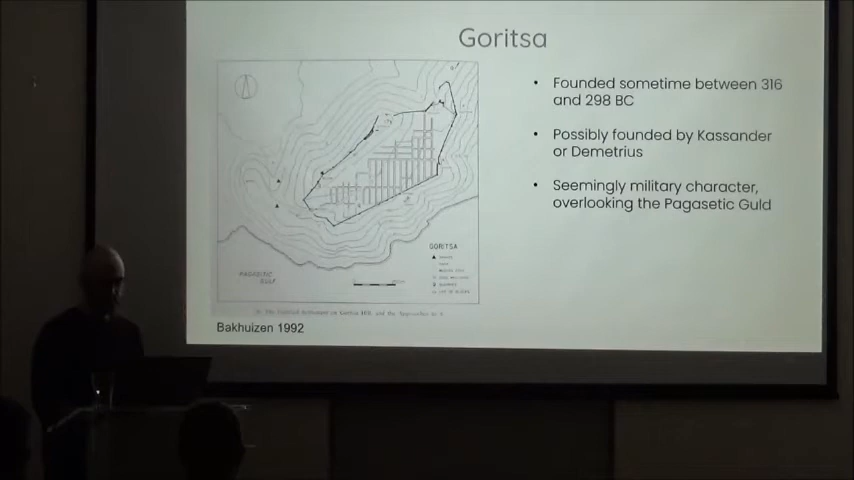 Goritsa
• Founded sometime between 316
and 298 BC
• Possibly founded by Kassander
or Demetrius
• Seemingly military character,
overlooking the Pagasetic Guld
GORITSA
PAGASETIC
GULF
Bakhuizen 1992